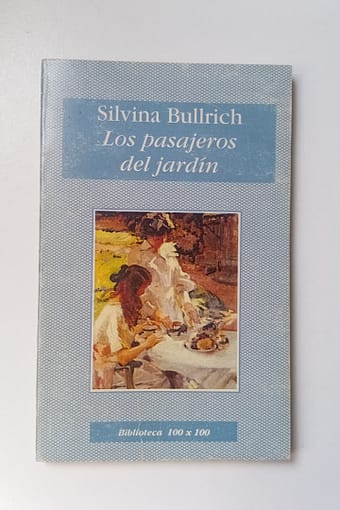 Silvina Bullrich
Los pasajeros
del jardín
Biblioteca 100 x 100